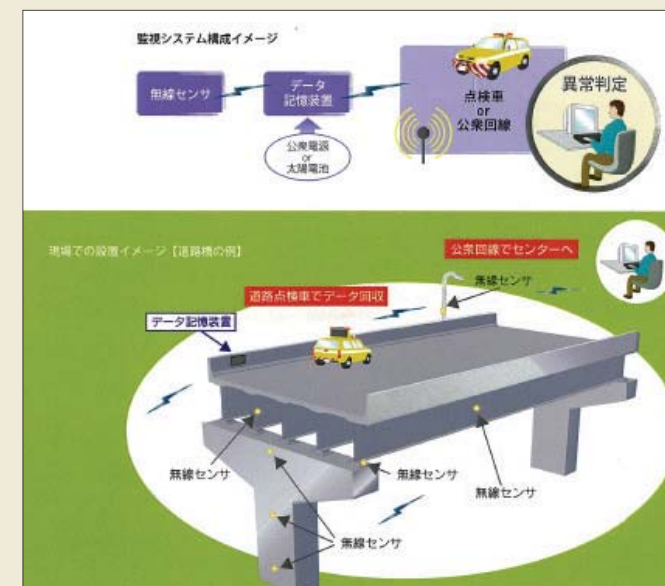 監視システム構成イメージ
無線センサ
データ
記憶装置
公衆電源
or
太陽電池
点検車
or
公衆回線
異常判定
現場での設置イメージ【道路橋の例】
公衆回線でセンターへ
無線センサ
道路点検車でデータ回収
データ記憶装置
無線センサ
無線センサ
無線センサ
無線センサ